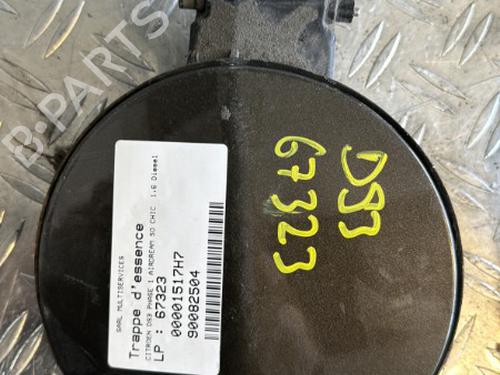 B-PARTS
SARL MULTISERVICES
Trappe d'essence
CITROEN DS3 PHASE 1 AIRDREAM SO CHIC 1.6 Diesel
LP : 67323
00001517H7
90082504
DS3
67323